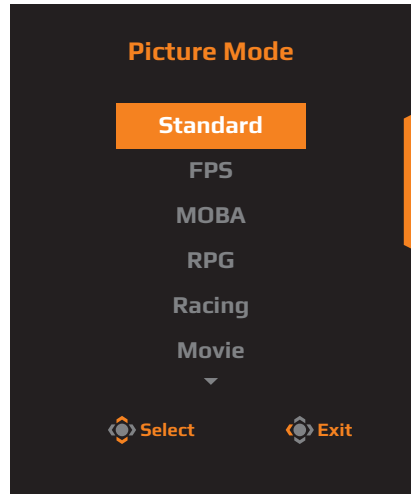 Picture Mode
Standard
FPS
MOBA
RPG
Racing
Movie
Select Exit